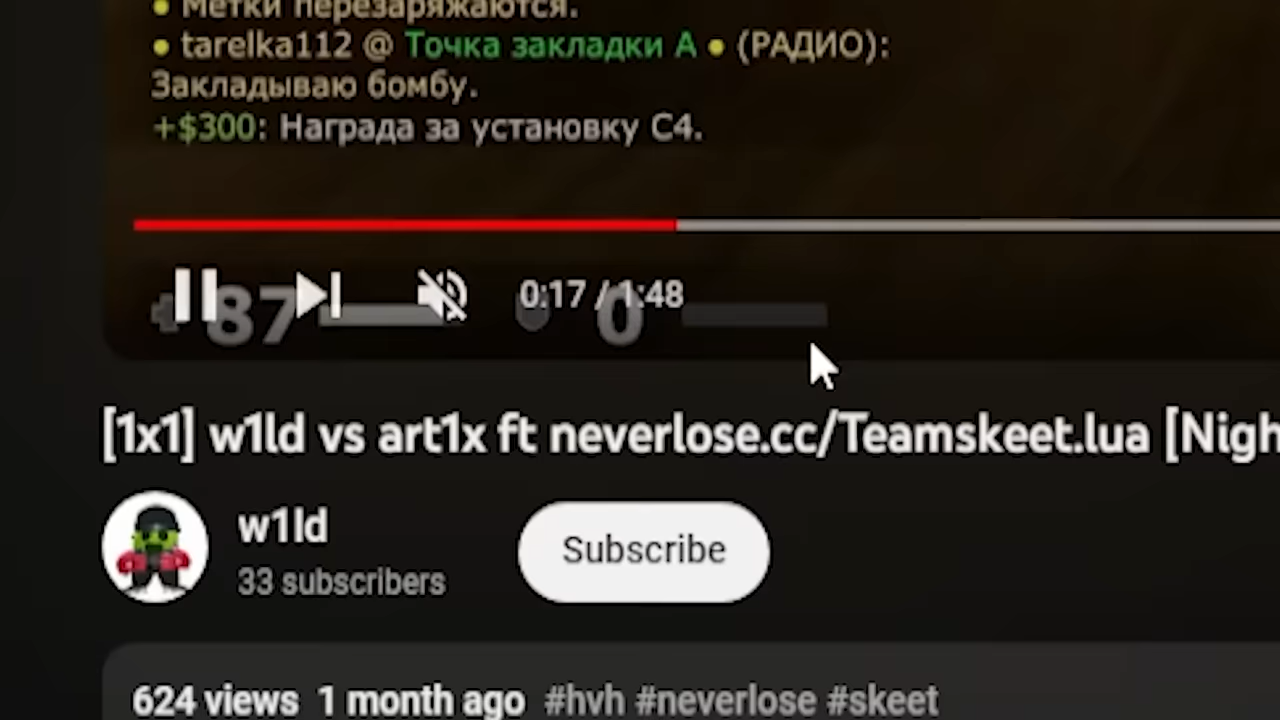 ● Метки перезаряжаются.
● tarelka112 @ Точка закладки A ● (РАДИО):
Закладываю бомбу.
+$300: Награда за установку C4.
87 0
0:17 / 1:48
[1x1] w1ld vs art1x ft neverlose.cc/Teamskeet.lua [Nigh
w1ld
33 subscribers
Subscribe
624 views 1 month ago #hvh #neverlose #skeet